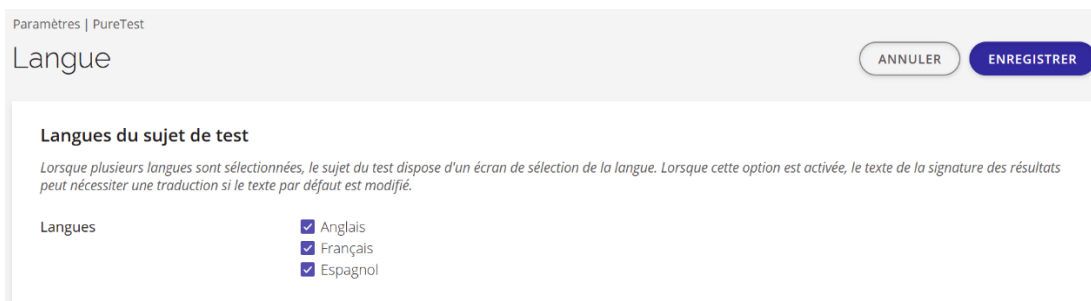 Paramètres | PureTest
Langue
ANNULER
ENREGISTRER
Langues du sujet de test
Lorsque plusieurs langues sont sélectionnées, le sujet du test dispose d'un écran de sélection de la langue. Lorsque cette option est activée, le texte de la signature des résultats
peut nécessiter une traduction si le texte par défaut est modifié.
Langues
Anglais
Français
Espagnol